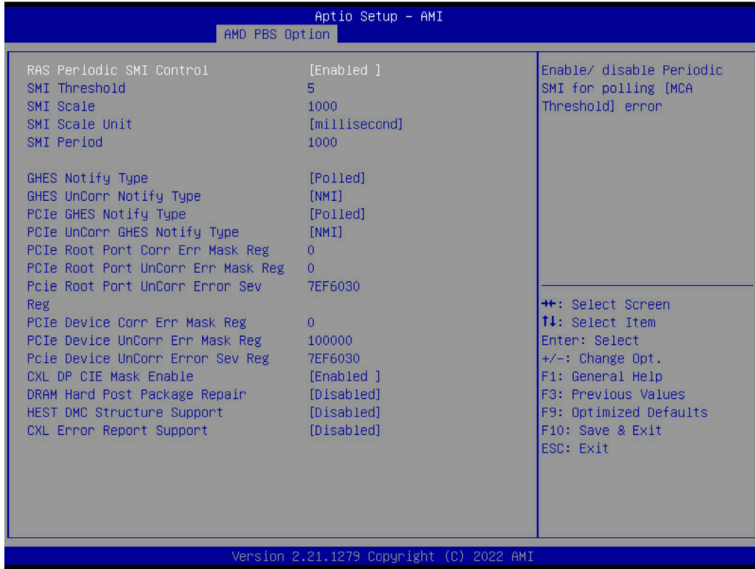 Aptio Setup – AMI
AMD PBS Option
RAS Periodic SMI Control [Enabled ]
SMI Threshold 5
SMI Scale 1000
SMI Scale Unit [millisecond]
SMI Period 1000
GHES Notify Type [Polled]
GHES UnCorr Notify Type [NMI]
PCIe GHES Notify Type [Polled]
PCIe UnCorr GHES Notify Type [NMI]
PCIe Root Port Corr Err Mask Reg 0
PCIe Root Port UnCorr Err Mask Reg 0
Pcie Root Port UnCorr Error Sev 7EF6030
Reg
PCIe Device Corr Err Mask Reg 0
PCIe Device UnCorr Err Mask Reg 100000
Pcie Device UnCorr Error Sev Reg 7EF6030
CXL DP CIE Mask Enable [Enabled ]
DRAM Hard Post Package Repair [Disabled]
HEST DMC Structure Support [Disabled]
CXL Error Report Support [Disabled]
Enable/ disable Periodic
SMI for polling [MCA
Threshold] error
→←: Select Screen
↑↓: Select Item
Enter: Select
+/-: Change Opt.
F1: General Help
F3: Previous Values
F9: Optimized Defaults
F10: Save & Exit
ESC: Exit
Version 2.21.1279 Copyright (C) 2022 AMI